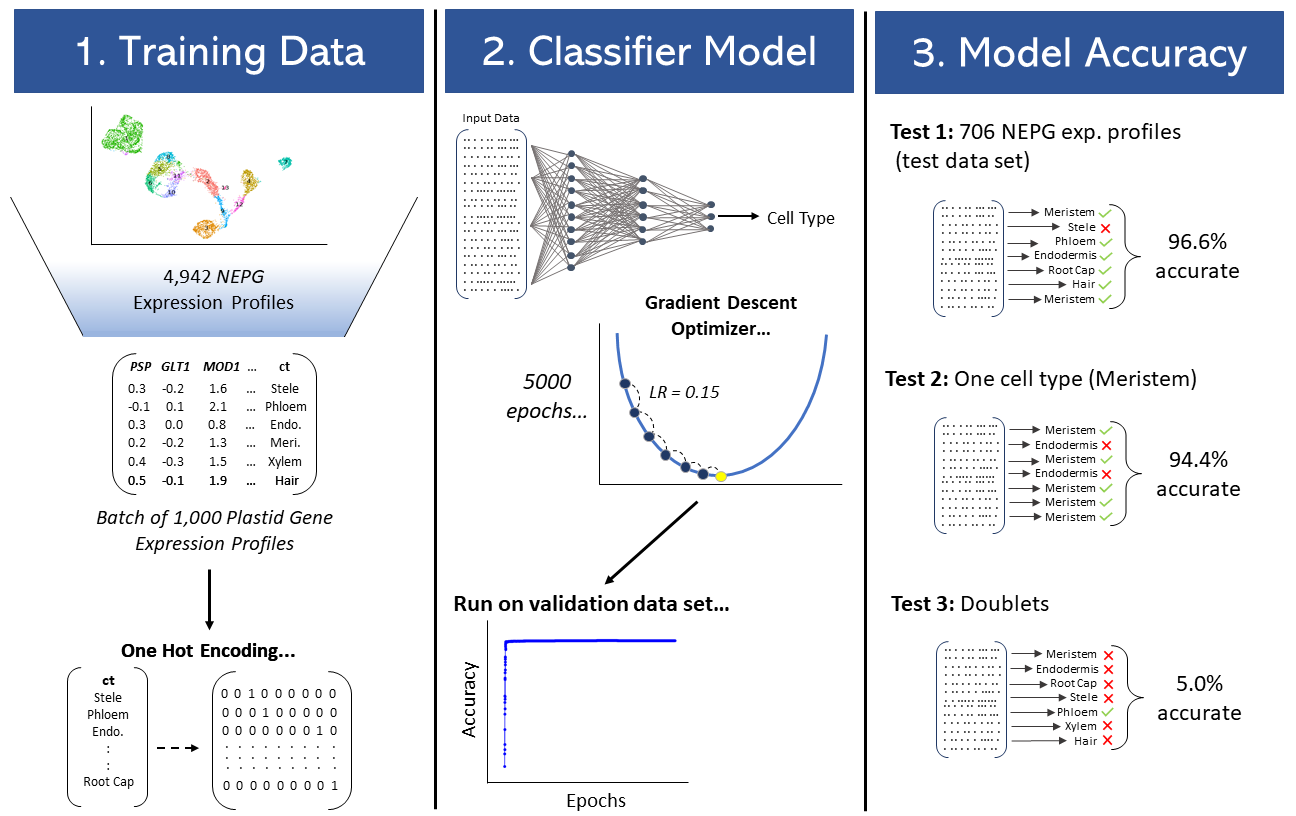 1. Training Data
4,942 NEPG
Expression Profiles
PSP GLT1 MOD1 ... ct
0.3 -0.2 1.6 ... Stele
-0.1 0.1 2.1 ... Phloem
0.3 0.0 0.8 ... Endo.
0.2 -0.2 1.3 ... Meri.
0.4 -0.3 1.5 ... Xylem
0.5 -0.1 1.9 ... Hair
Batch of 1,000 Plastid Gene
Expression Profiles
One Hot Encoding...
ct
Stele
Phloem
Endo.
:
:
Root Cap
0 0 1 0 0 0 0 0 0
0 0 0 1 0 0 0 0 0
0 0 0 0 0 0 0 1 0
. . . . . . . . .
. . . . . . . . .
0 0 0 0 0 0 0 0 1
2. Classifier Model
Input Data
Cell Type
Gradient Descent
Optimizer...
5000
epochs...
LR = 0.15
Run on validation data set...
Accuracy
Epochs
3. Model Accuracy
Test 1: 706 NEPG exp. profiles
(test data set)
Meristem
Stele
Phloem
Endodermis
Root Cap
Hair
Meristem
96.6%
accurate
Test 2: One cell type (Meristem)
Meristem
Endodermis
Meristem
Endodermis
Meristem
Meristem
Meristem
94.4%
accurate
Test 3: Doublets
Meristem
Endodermis
Root Cap
Stele
Phloem
Xylem
Hair
5.0%
accurate